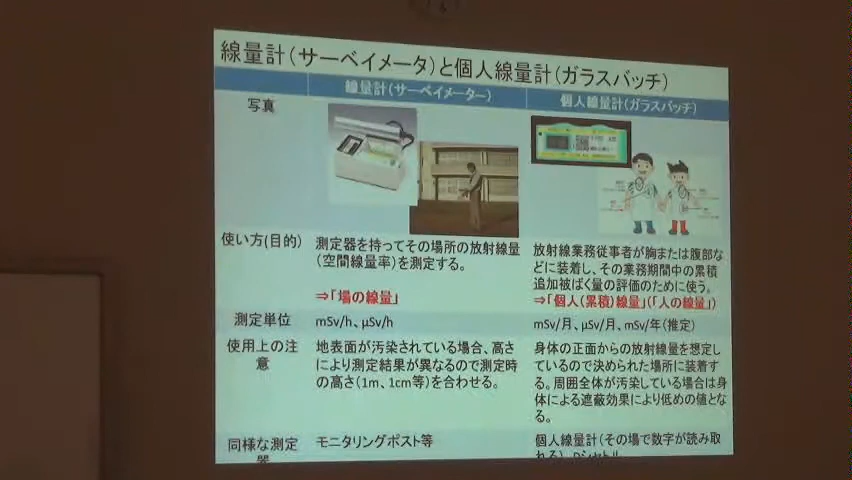 線量計(サーベイメータ)と個人線量計(ガラスバッチ)
線量計(サーベイメーター)
個人線量計(ガラスバッチ)
写真
使い方(目的)
測定器を持ってその場所の放射線量
(空間線量率)を測定する。
⇒「場の線量」
放射線業務従事者が胸または腹部な
どに装着し、その業務期間中の累積
追加被ばく量の評価のために使う。
⇒「個人(累積)線量」(「人の線量」)
測定単位
mSv/h、μSv/h
mSv/月、μSv/月、mSv/年(推定)
使用上の注
意
地表面が汚染されている場合、高さ
により測定結果が異なるので測定時
の高さ(1m、1cm等)を合わせる。
身体の正面からの放射線量を想定し
ているので決められた場所に装着す
る。周囲全体が汚染している場合は身
体による遮蔽効果により低めの値とな
る。
同様な測定
器
モニタリングポスト等
個人線量計(その場で数字が読み取
れる)、Dシャトル